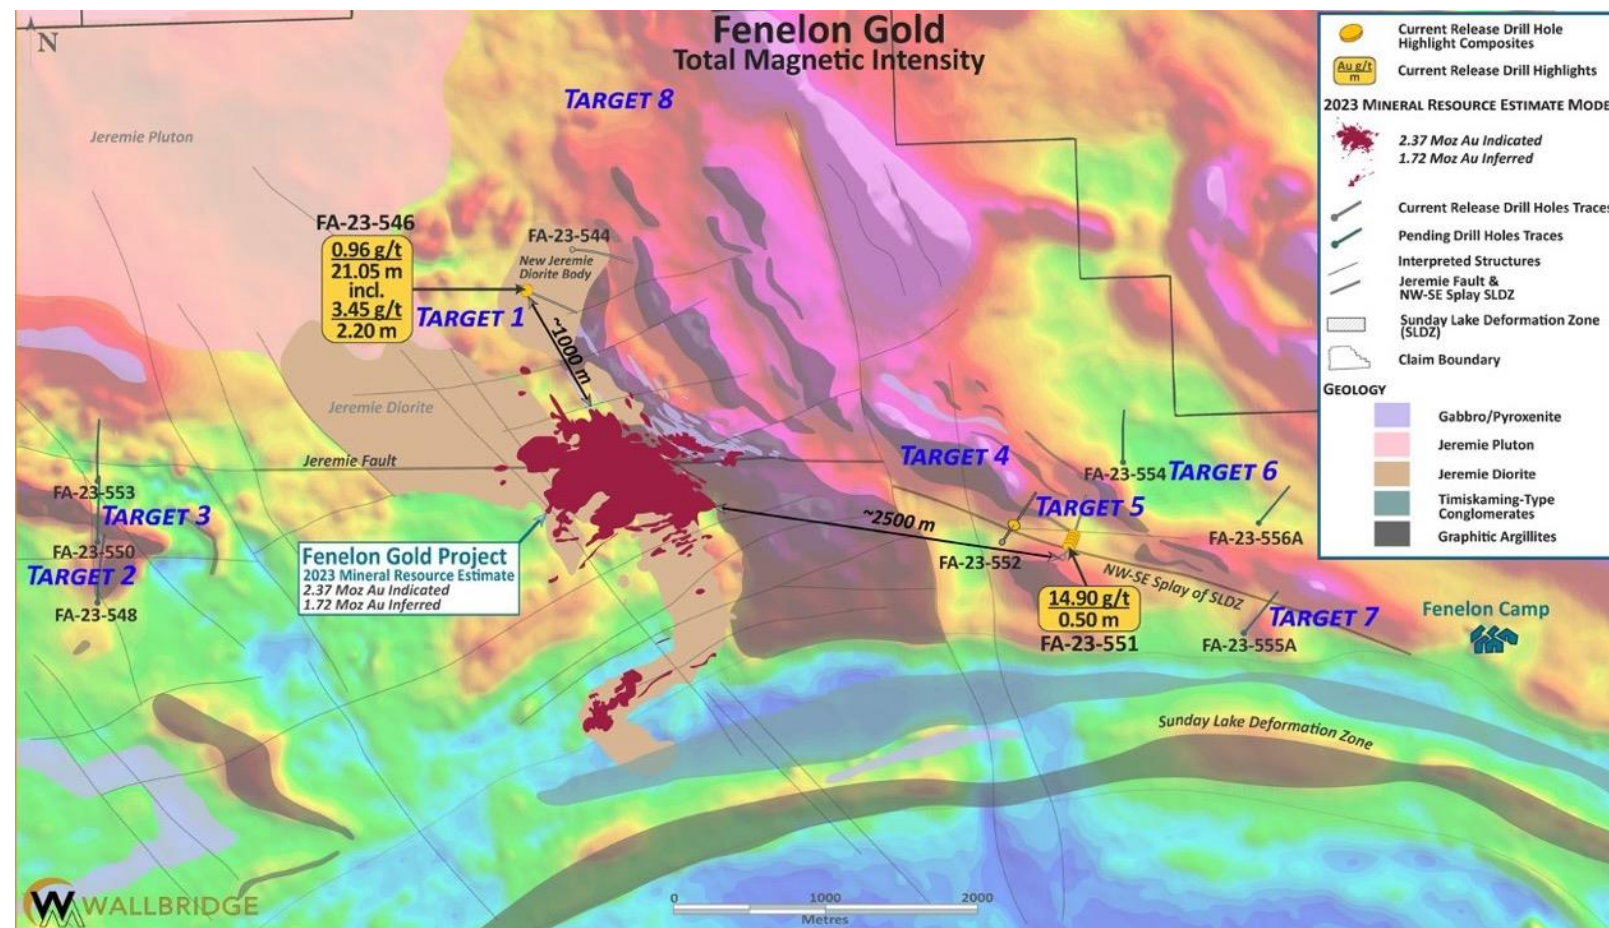 Fenelon Gold
Total Magnetic Intensity
N
TARGET 8
Jeremie Pluton
FA-23-546
0.96 g/t
21.05 m
incl.
3.45 g/t
2.20 m
FA-23-544
New Jeremie
Diorite Body
TARGET 1
~1000 m
Jeremie Diorite
Jeremie Fault
TARGET 4
FA-23-554
TARGET 6
FA-23-553
TARGET 3
FA-23-550
TARGET 2
FA-23-548
TARGET 5
~2500 m
FA-23-556A
FA-23-552
Fenelon Gold Project
2023 Mineral Resource Estimate
2.37 Moz Au Indicated
1.72 Moz Au Inferred
NW-SE Splay of SLDZ
14.90 g/t
0.50 m
FA-23-551
TARGET 7
FA-23-555A
Fenelon Camp
Sunday Lake Deformation Zone
WALLBRIDGE
0 1000 2000
Metres
Current Release Drill Hole
Highlight Composites
Au g/t
m
Current Release Drill Highlights
2023 MINERAL RESOURCE ESTIMATE MODE
2.37 Moz Au Indicated
1.72 Moz Au Inferred
Current Release Drill Holes Traces
Pending Drill Holes Traces
Interpreted Structures
Jeremie Fault &
NW-SE Splay SLDZ
Sunday Lake Deformation Zone
(SLDZ)
Claim Boundary
GEOLOGY
Gabbro/Pyroxenite
Jeremie Pluton
Jeremie Diorite
Timiskaming-Type
Conglomerates
Graphitic Argillites